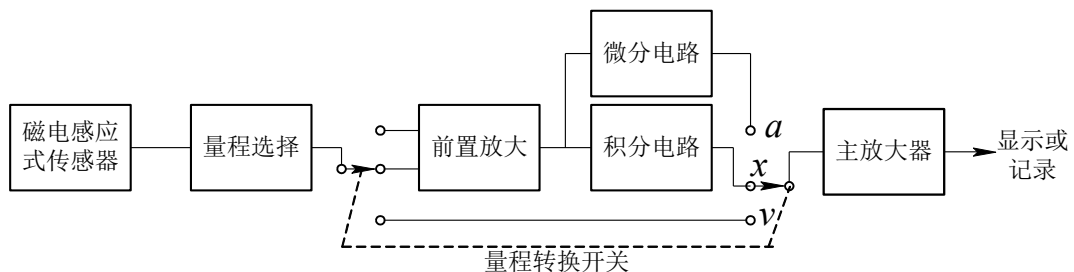 微分电路
磁电感应
式传感器
量程选择
前置放大
积分电路
a
x
v
主放大器
显示或
记录
量程转换开关